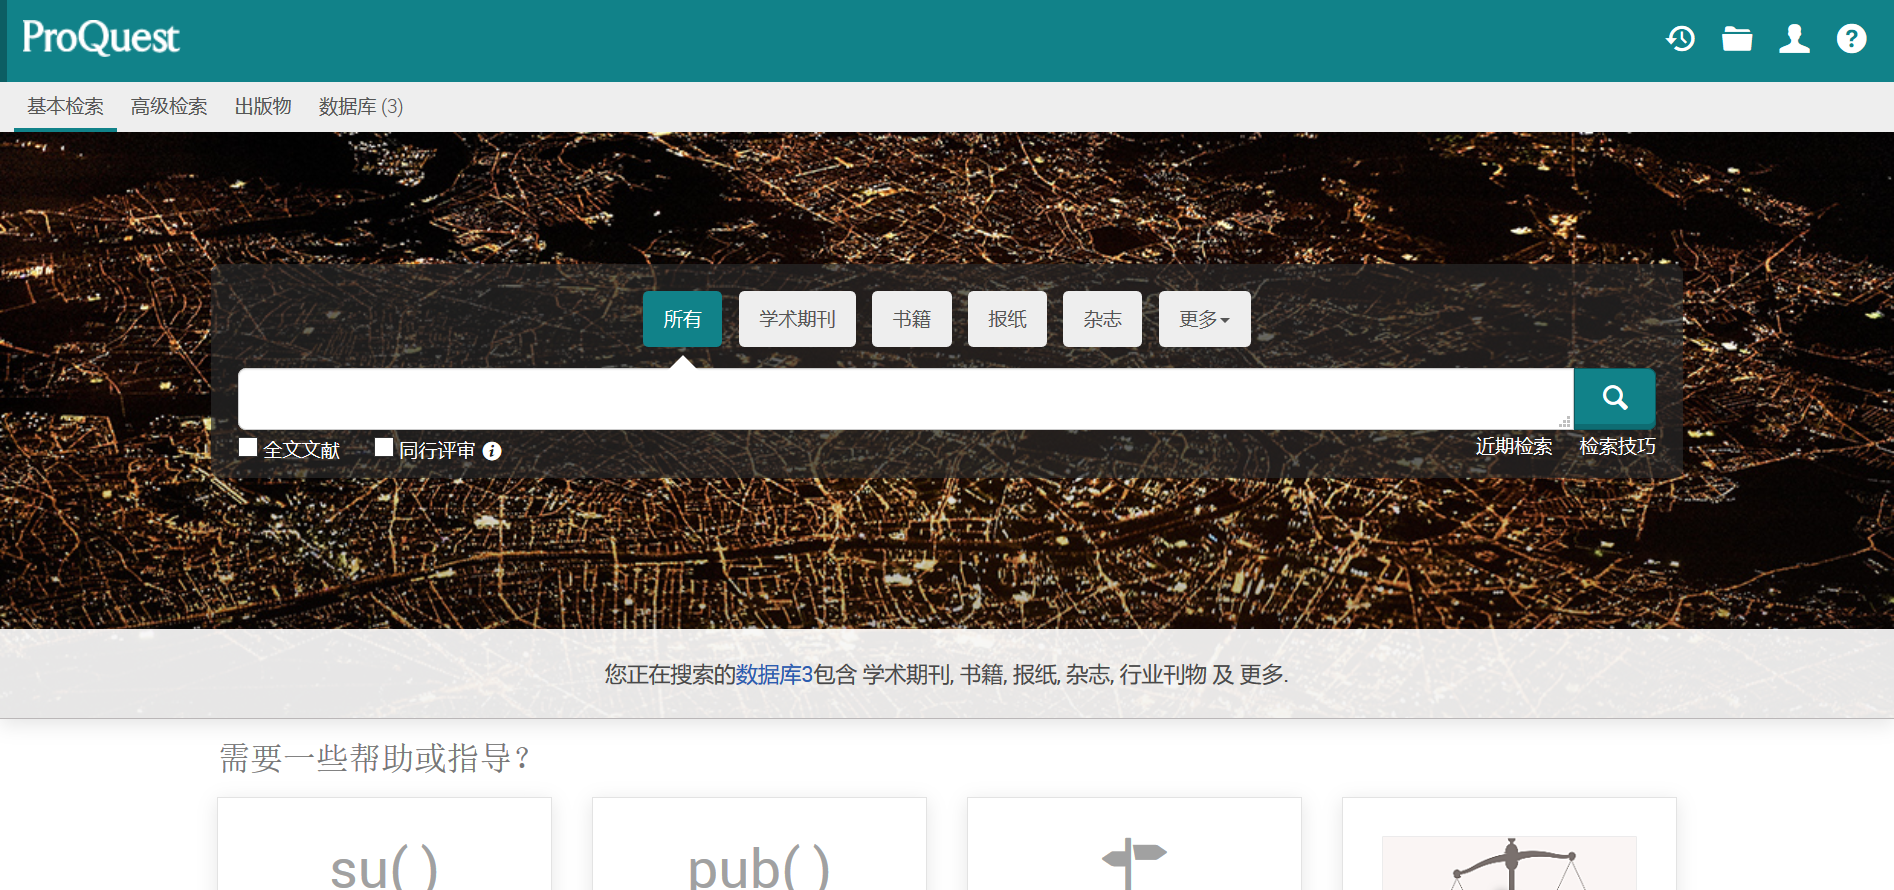 ProQuest
基本检索 高级检索 出版物 数据库 (3)
所有 学术期刊 书籍 报纸 杂志 更多
全文文献 同行评审 近期检索 检索技巧
您正在搜索的数据库3包含 学术期刊, 书籍, 报纸, 杂志, 行业刊物 及 更多.
需要一些帮助或指导？
su( ) pub( )